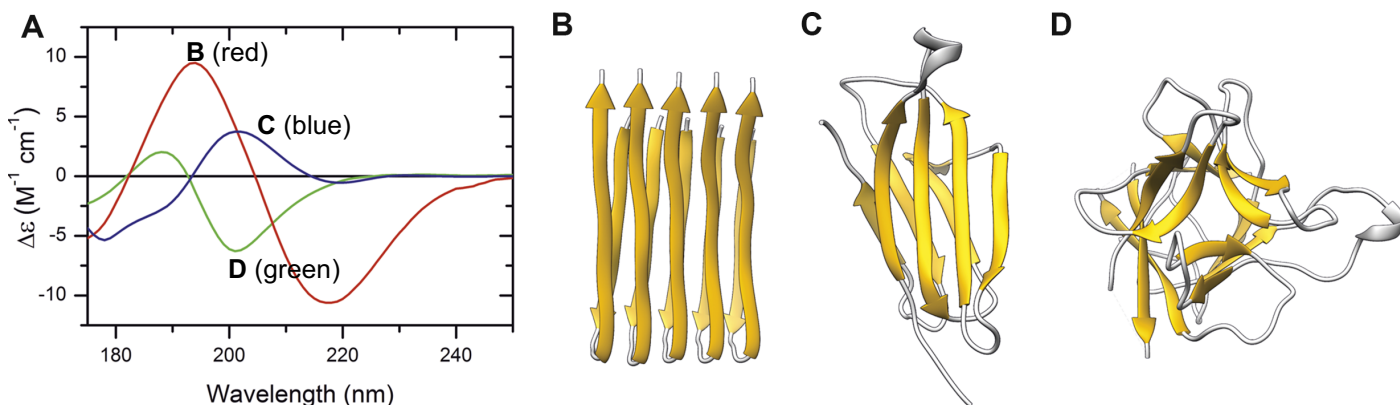 A
B (red)
C (blue)
D (green)
10
5
0
-5
-10
Δε (M⁻¹ cm⁻¹)
180
200
220
240
Wavelength (nm)
B
C
D